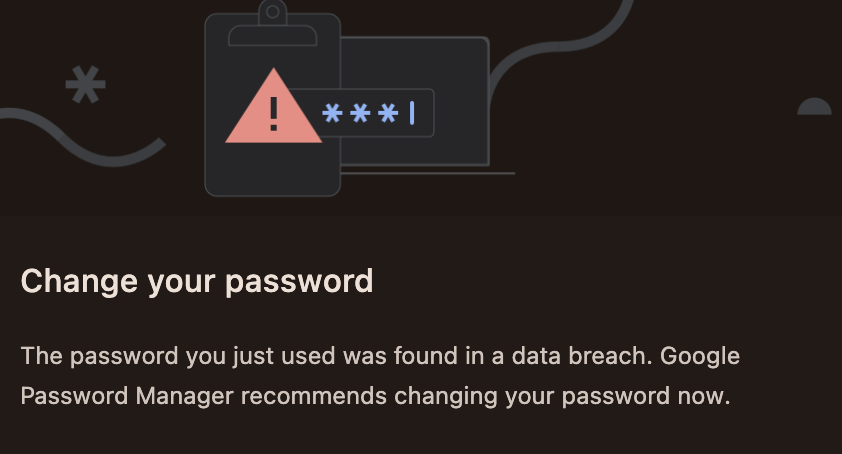 ***|
Change your password
The password you just used was found in a data breach. Google
Password Manager recommends changing your password now.